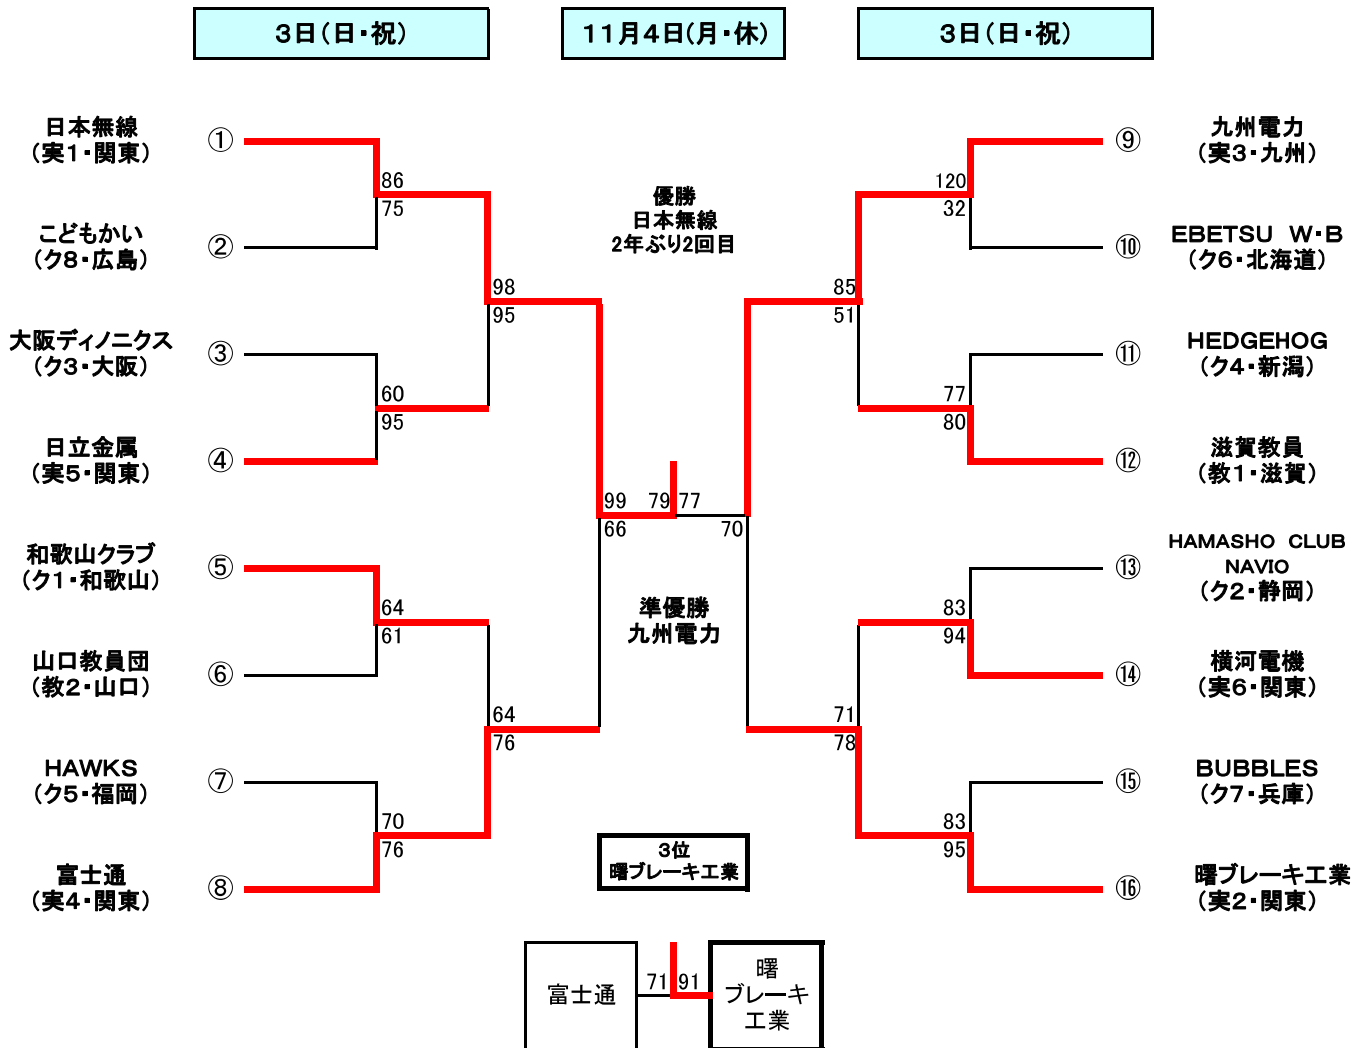 3日(日・祝)
11月4日(月・休)
3日(日・祝)
日本無線
(実1・関東)
①
86
75
こどもかい
(ク8・広島)
②
98
95
大阪ディノニクス
(ク3・大阪)
③
60
95
日立金属
(実5・関東)
④
99
66
和歌山クラブ
(ク1・和歌山)
⑤
64
61
山口教員団
(教2・山口)
⑥
64
76
HAWKS
(ク5・福岡)
⑦
70
76
富士通
(実4・関東)
⑧
優勝
日本無線
2年ぶり2回目
79
77
準優勝
九州電力
3位
曙ブレーキ工業
九州電力
(実3・九州)
⑨
120
32
EBETSU W・B
(ク6・北海道)
⑩
85
51
HEDGEHOG
(ク4・新潟)
⑪
77
80
滋賀教員
(教1・滋賀)
⑫
70
HAMASHO CLUB
NAVIO
(ク2・静岡)
⑬
83
94
横河電機
(実6・関東)
⑭
71
78
BUBBLES
(ク7・兵庫)
⑮
83
95
曙ブレーキ工業
(実2・関東)
⑯
富士通
71
91
曙
ブレーキ
工業